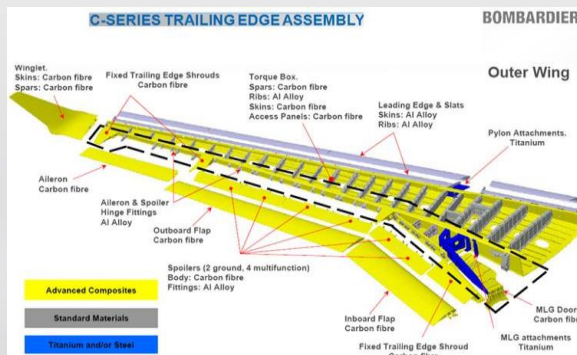 C-SERIES TRAILING EDGE ASSEMBLY
BOMBARDIER
Outer Wing
Winglet.
Skins: Carbon fibre
Spars: Carbon fibre
Fixed Trailing Edge Shrouds
Carbon fibre
Torque Box.
Spars: Carbon fibre
Ribs: Al Alloy
Skins: Carbon fibre
Access Panels: Carbon fibre
Leading Edge & Slats
Skins: Al Alloy
Ribs: Al Alloy
Pylon Attachments.
Titanium
Aileron
Carbon fibre
Aileron & Spoiler
Hinge Fittings
Al Alloy
Outboard Flap
Carbon fibre
Spoilers (2 ground, 4 multifunction)
Body: Carbon fibre
Fittings: Al Alloy
Inboard Flap
Carbon fibre
Fixed Trailing Edge Shroud
Carbon fibre
MLG Door
Carbon fib
MLG attachments
Titanium
Advanced Composites
Standard Materials
Titanium and/or Steel